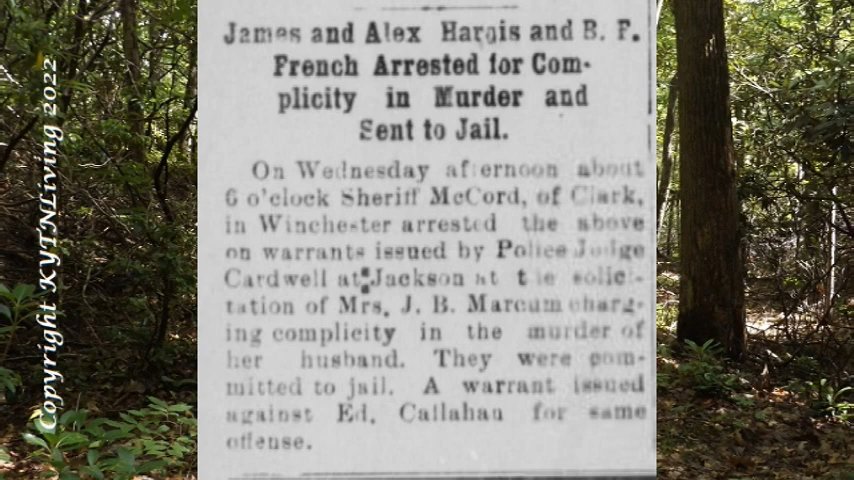 James and Alex Hargis and B. F.
French Arrested for Com-
plicity in Murder and
Sent to Jail.
On Wednesday afternoon about
6 o'clock Sheriff McCord, of Clark,
in Winchester arrested the above
on warrants issued by Police Judge
Cardwell at Jackson at the solici-
tation of Mrs. J. B. Marcum charg-
ing complicity in the murder of
her husband. They were com-
mitted to jail. A warrant issued
against Ed. Callahan for same
offense.
Copyright KYTNLiving 2022